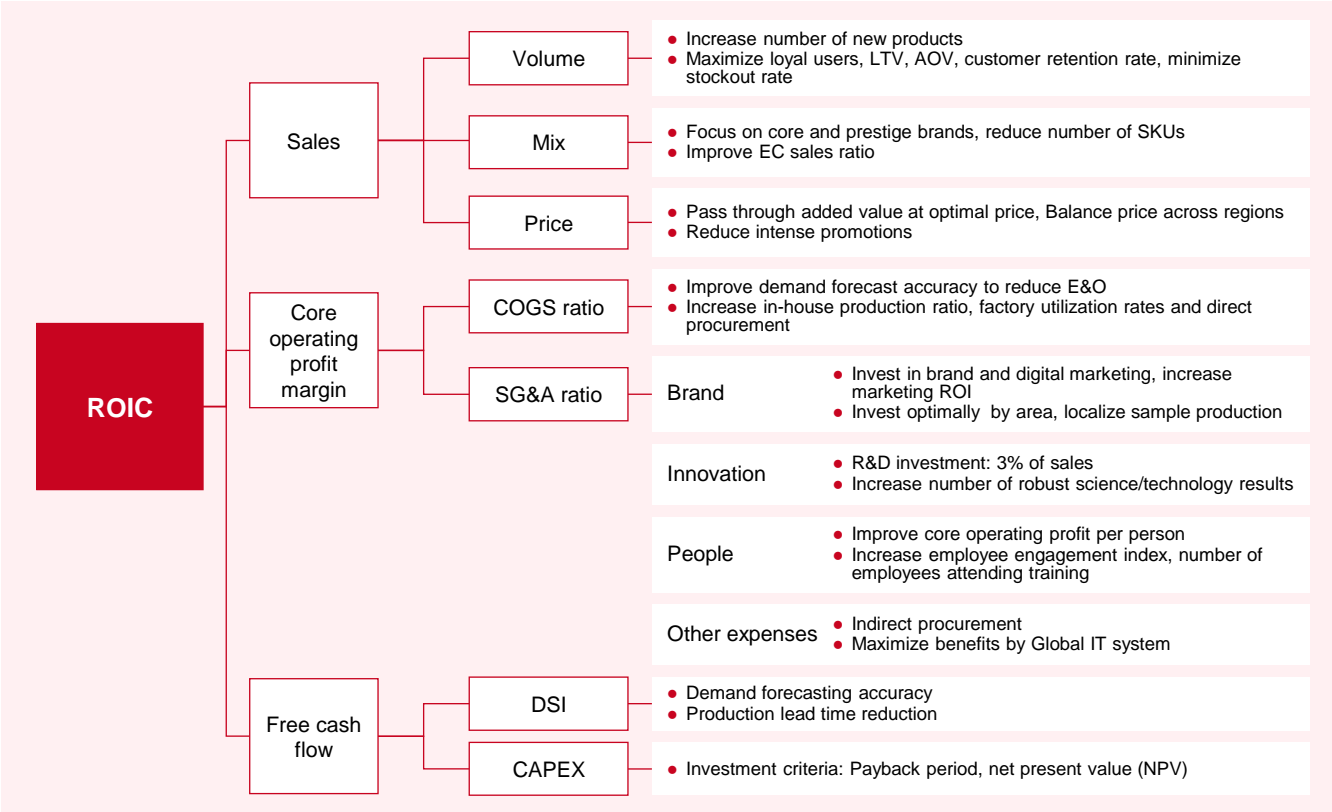 ROIC
Sales
Volume
● Increase number of new products
● Maximize loyal users, LTV, AOV, customer retention rate, minimize
stockout rate
Mix
● Focus on core and prestige brands, reduce number of SKUs
● Improve EC sales ratio
Price
● Pass through added value at optimal price, Balance price across regions
● Reduce intense promotions
Core
operating
profit
margin
COGS ratio
● Improve demand forecast accuracy to reduce E&O
● Increase in-house production ratio, factory utilization rates and direct
procurement
SG&A ratio
Brand
● Invest in brand and digital marketing, increase
marketing ROI
● Invest optimally by area, localize sample production
Innovation
● R&D investment: 3% of sales
● Increase number of robust science/technology results
People
● Improve core operating profit per person
● Increase employee engagement index, number of
employees attending training
Other expenses
● Indirect procurement
● Maximize benefits by Global IT system
Free cash
flow
DSI
● Demand forecasting accuracy
● Production lead time reduction
CAPEX
● Investment criteria: Payback period, net present value (NPV)